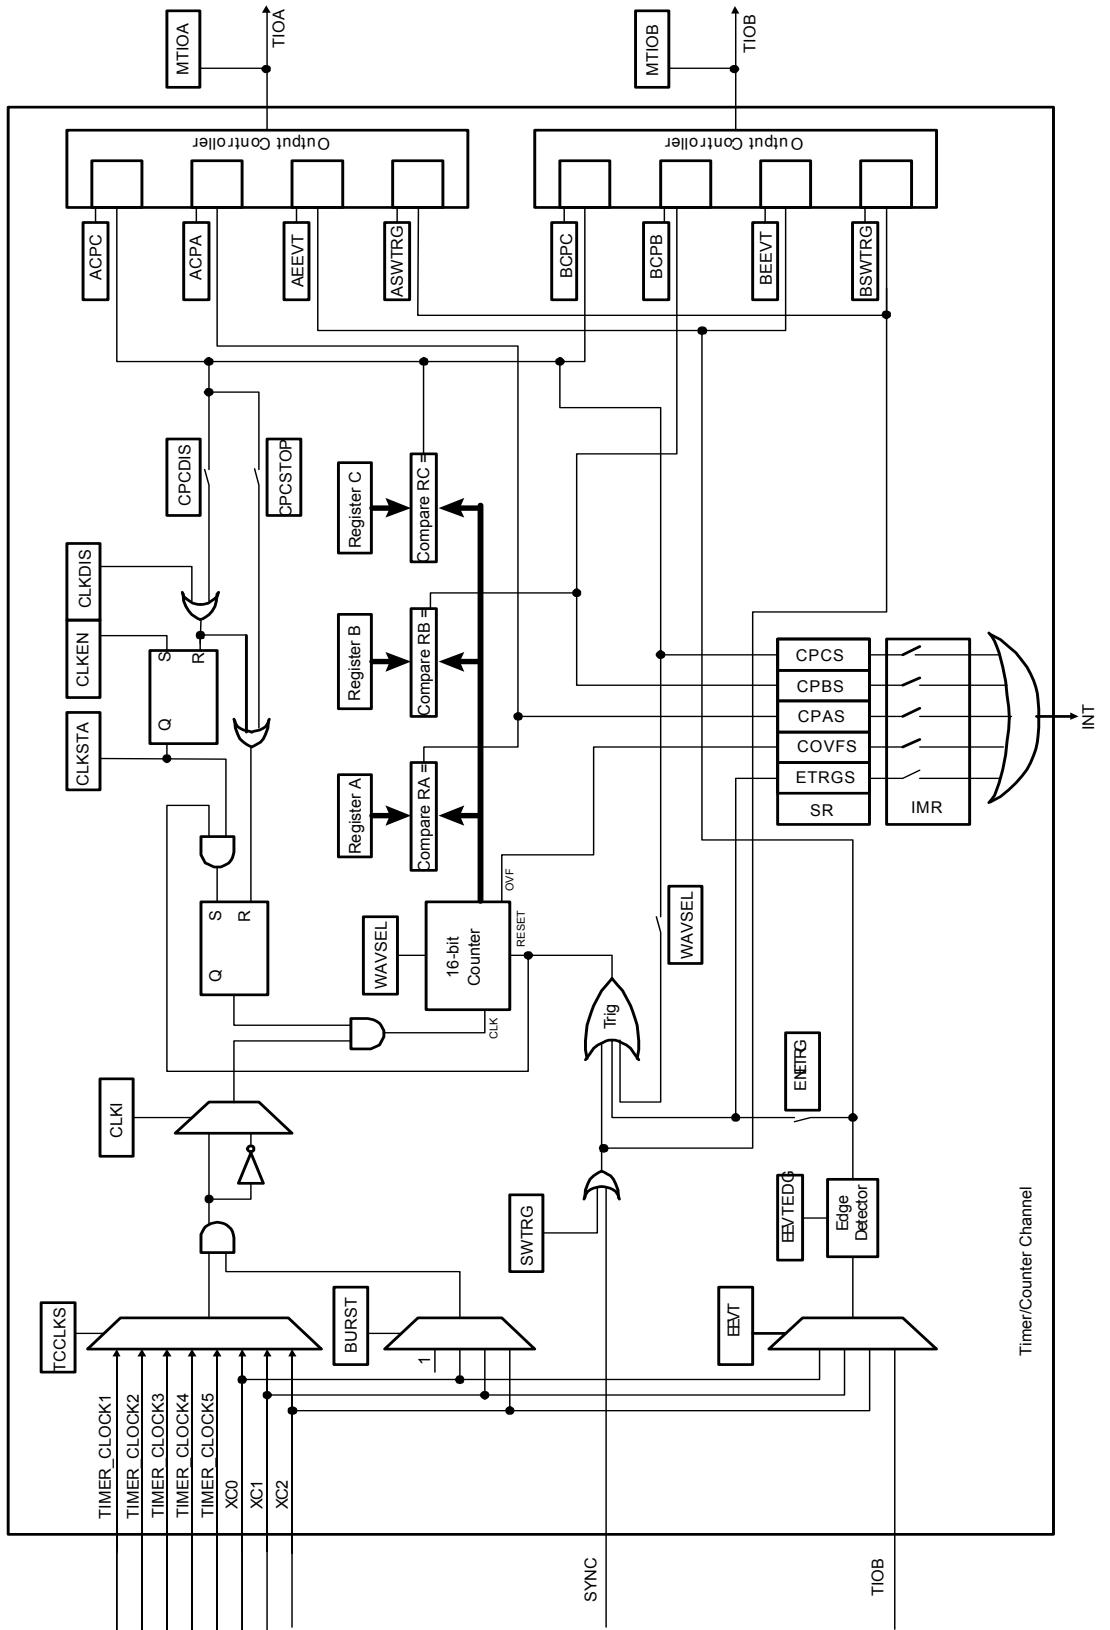 TIMER_CLOCK1
TIMER_CLOCK2
TIMER_CLOCK3
TIMER_CLOCK4
TIMER_CLOCK5
XC0
XC1
XC2
TCCLKS
CLKI
BURST
1
CLKSTA
CLKEN
CLKDIS
Q
S
R
Q
S
R
CPCDIS
CPCSTOP
WAVSEL
16-bit
Counter
CLK
RESET
OVF
Register A
Register B
Register C
Compare RA =
Compare RB =
Compare RC =
ACPC
ACPA
AEEVT
ASWTRG
Output Controller
MTIOA
TIOA
BCPC
BCPB
BEEVT
BSWTRG
Output Controller
MTIOB
TIOB
SYNC
SWTRG
Trig
WAVSEL
TIOB
EEVT
EEVTEDG
Edge
Detector
ENETRG
CPCS
CPBS
CPAS
COVFS
ETRGS
SR
IMR
INT
Timer/Counter Channel